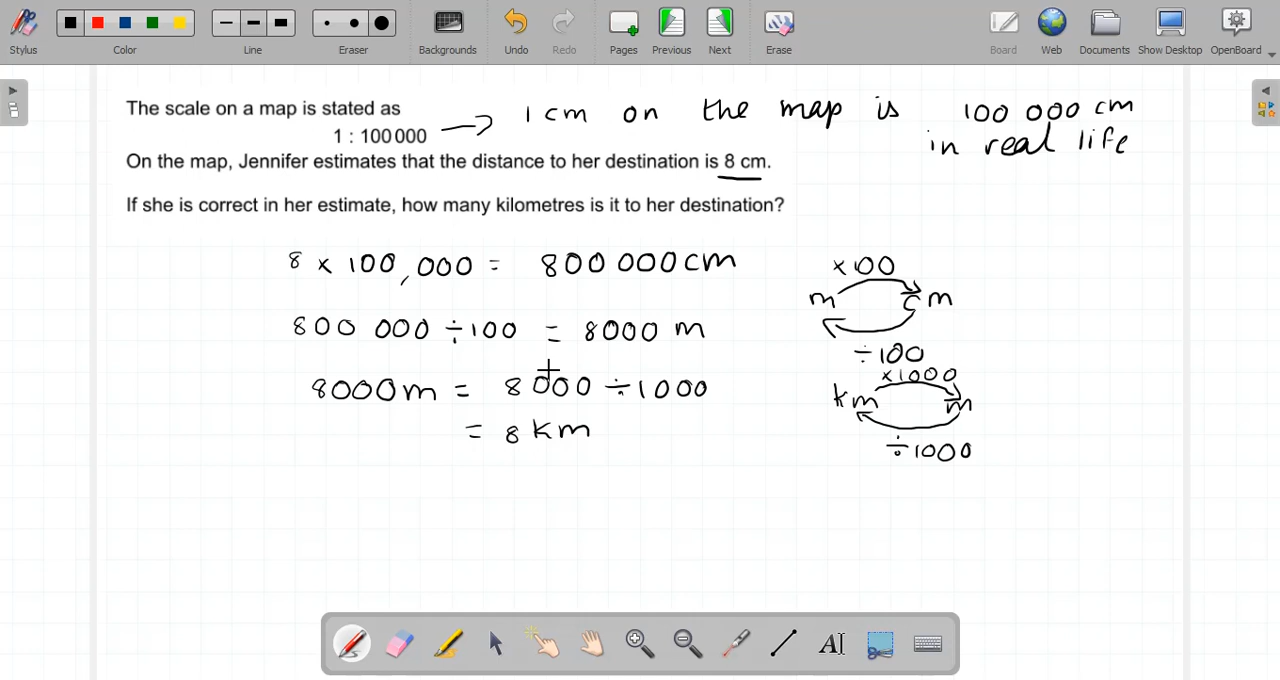 Stylus Color Line Eraser Backgrounds Undo Redo Pages Previous Next Erase Board Web Documents Show Desktop OpenBoard
The scale on a map is stated as
1 : 100 000 → 1 cm on the map is 100 000 cm
in real life
On the map, Jennifer estimates that the distance to her destination is 8 cm.
If she is correct in her estimate, how many kilometres is it to her destination?
8 × 100,000 = 800 000cm
×100
m cm
÷100
800 000 ÷100 = 8000 m
8000m = 8000 ÷1000
×1000
km m
÷1000
= 8 km
AI